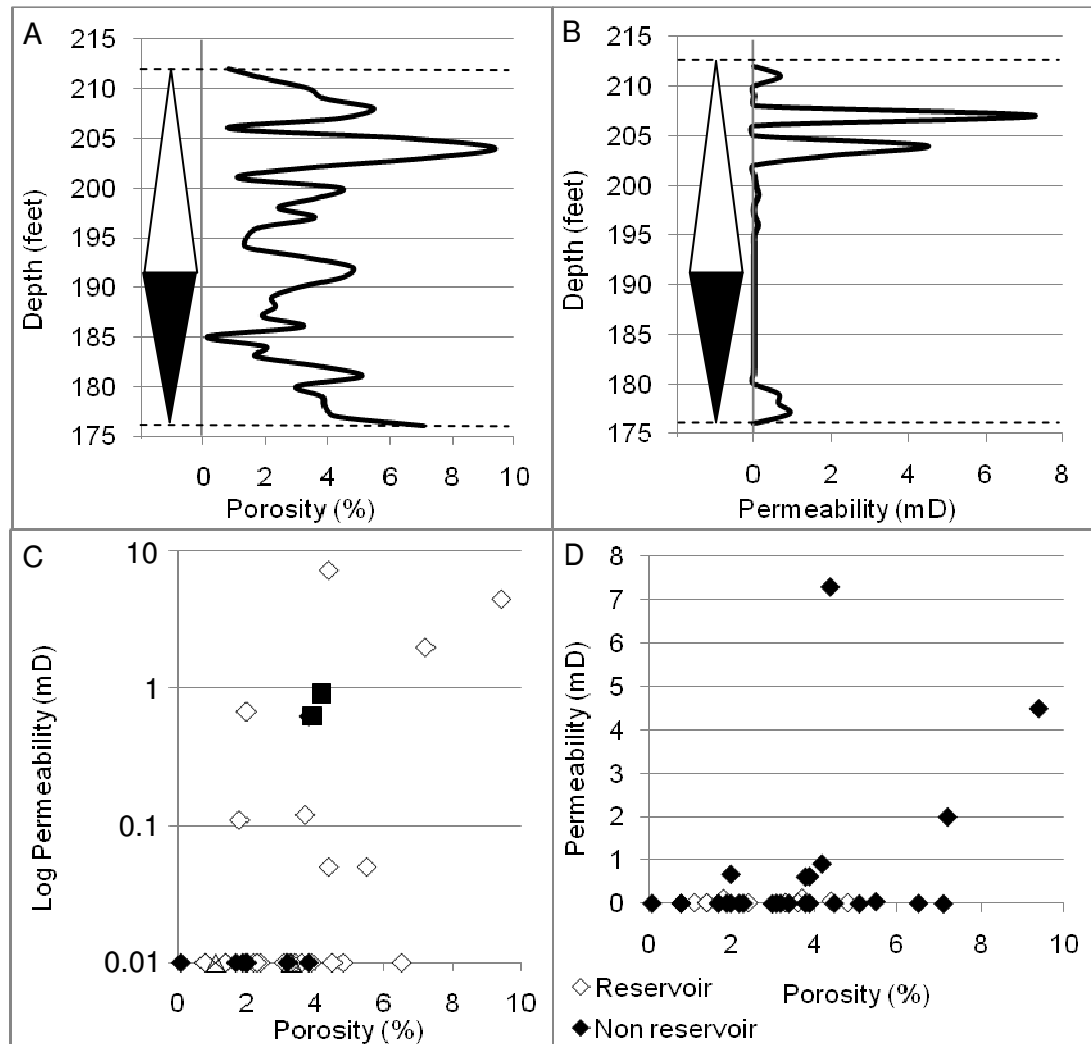 A
215
210
205
200
195
190
185
180
175
Depth (feet)
0 2 4 6 8 10
Porosity (%)
B
215
210
205
200
195
190
185
180
175
Depth (feet)
0 2 4 6 8
Permeability (mD)
C
10
1
0.1
0.01
Log Permeability (mD)
0 2 4 6 8 10
Porosity (%)
D
8
7
6
5
4
3
2
1
0
Permeability (mD)
0 2 4 6 8 10
Porosity (%)
Reservoir
Non reservoir